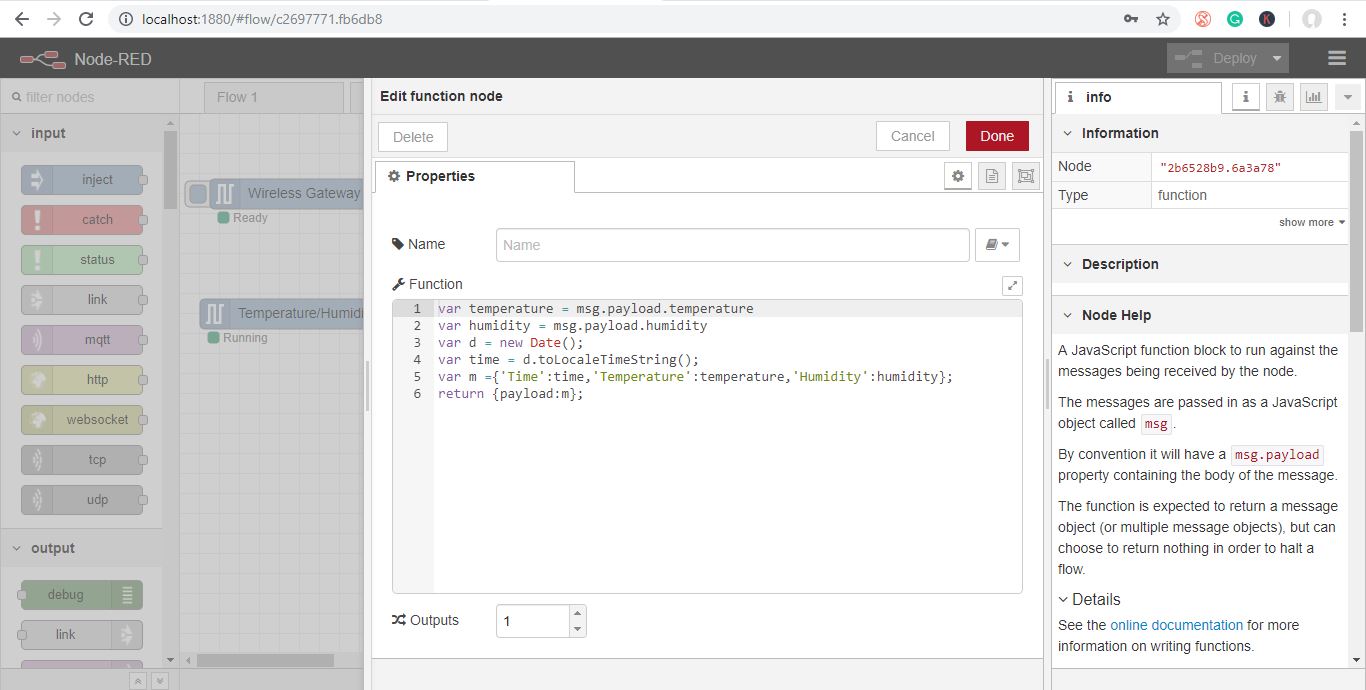 localhost:1880/#flow/c2697771.fb6db8
K
Node-RED
Deploy
filter nodes
Flow 1
input
inject
catch
status
link
mqtt
http
websocket
tcp
udp
output
debug
link
Wireless Gateway
Ready
Temperature/Humidi
Running
Edit function node
Delete
Cancel
Done
Properties
Name
Name
Function
1 var temperature = msg.payload.temperature
2 var humidity = msg.payload.humidity
3 var d = new Date();
4 var time = d.toLocaleTimeString();
5 var m ={'Time':time,'Temperature':temperature,'Humidity':humidity};
6 return {payload:m};
Outputs
1
i info
i
Information
Node "2b6528b9.6a3a78"
Type function
show more
Description
Node Help
A JavaScript function block to run against the
messages being received by the node.
The messages are passed in as a JavaScript
object called msg .
By convention it will have a msg.payload
property containing the body of the message.
The function is expected to return a message
object (or multiple message objects), but can
choose to return nothing in order to halt a
flow.
Details
See the online documentation for more
information on writing functions.